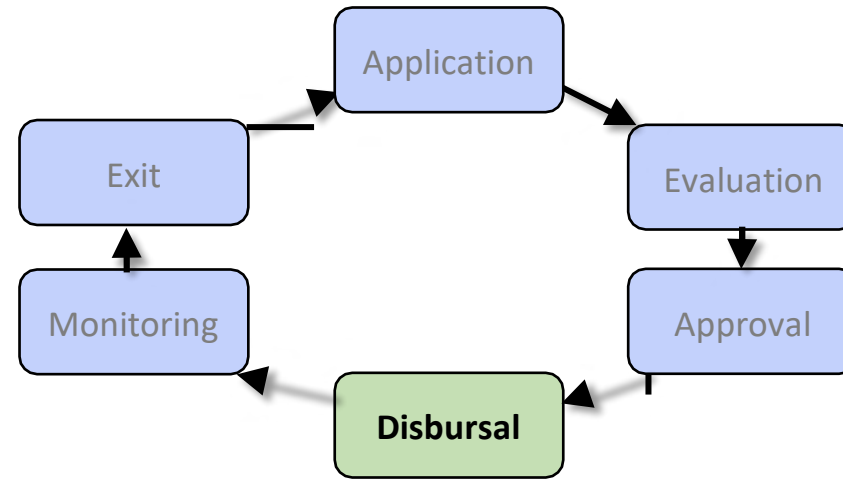 Application
Evaluation
Approval
Disbursal
Monitoring
Exit